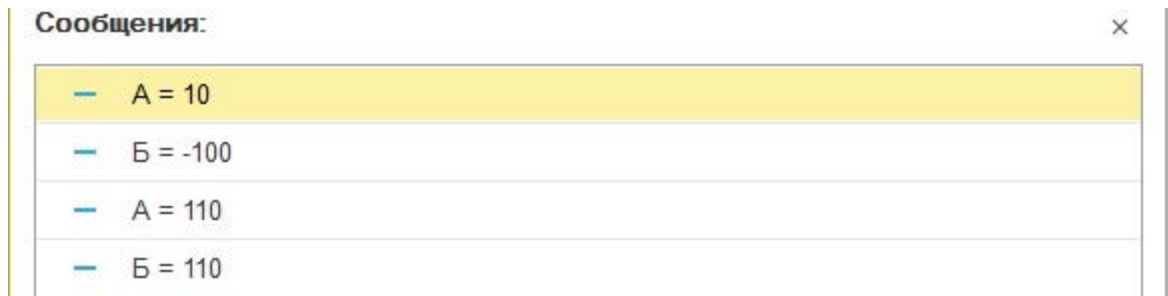 Сообщения:
А = 10
Б = -100
А = 110
Б = 110